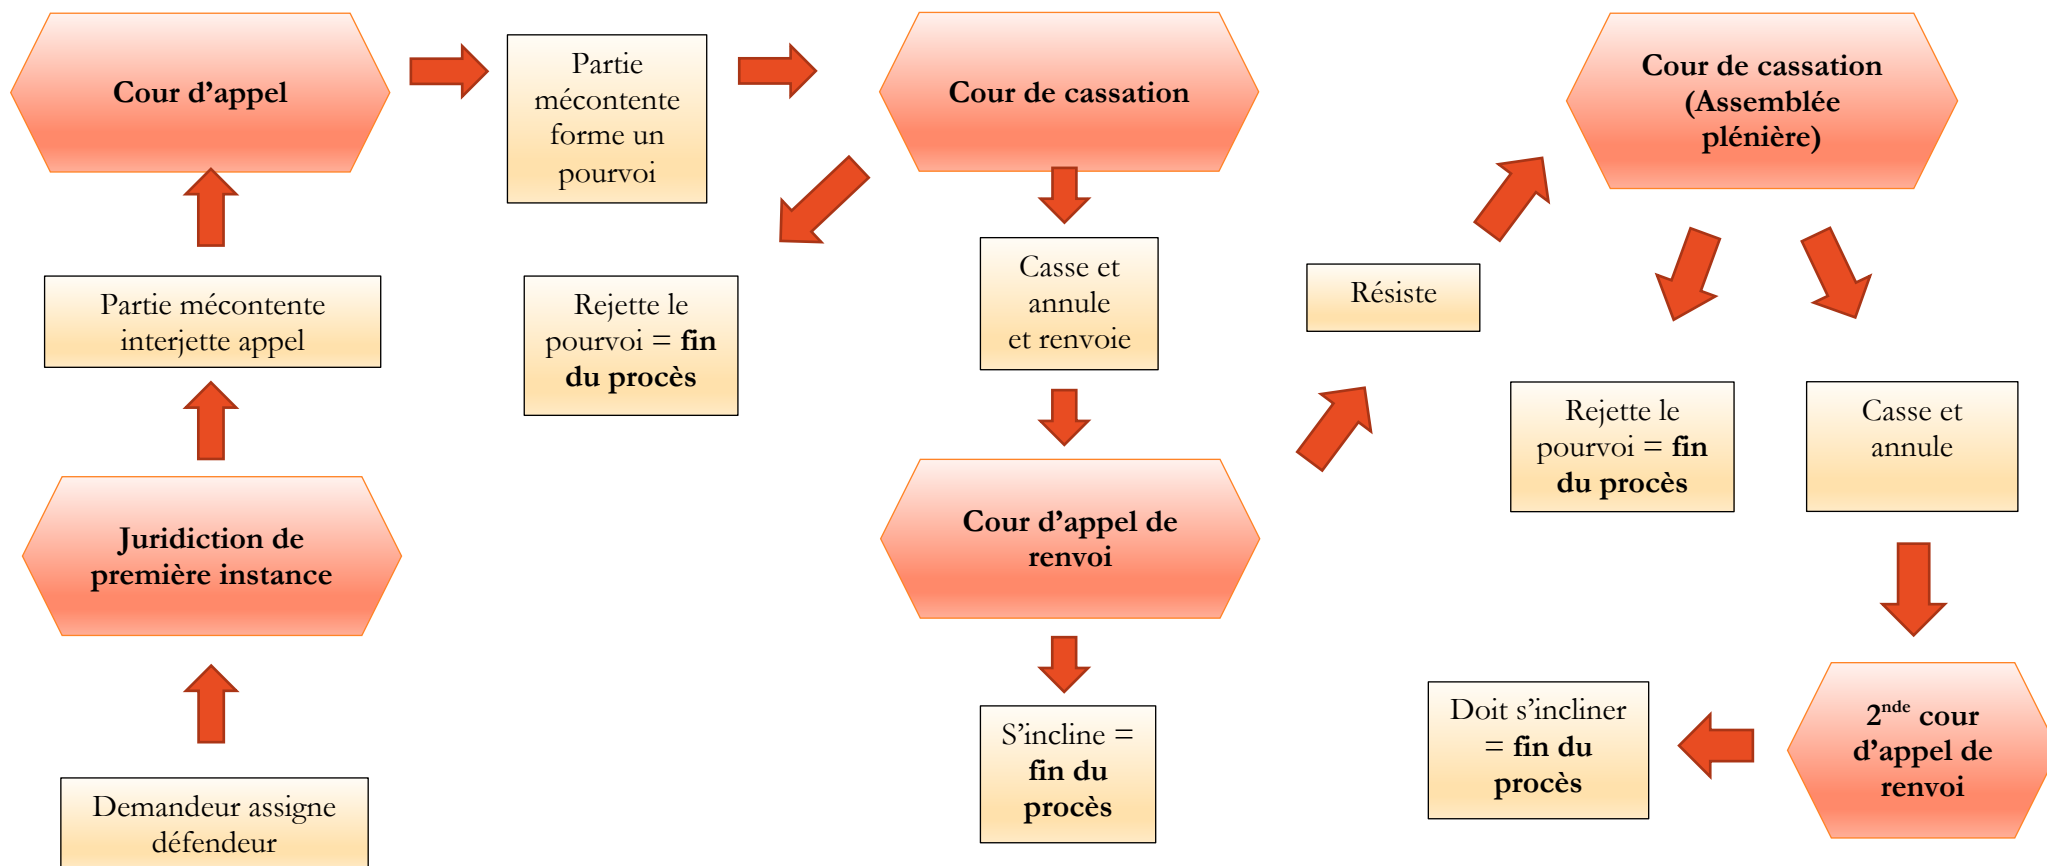 Cour d’appel
Partie
mécontente
forme un
pourvoi
Cour de cassation
Cour de cassation
(Assemblée
plénière)
Partie mécontente
interjette appel
Rejette le
pourvoi = fin
du procès
Casse et
annule
et renvoie
Résiste
Rejette le
pourvoi = fin
du procès
Casse et
annule
Juridiction de
première instance
Cour d’appel de
renvoi
Demandeur assigne
défendeur
S’incline =
fin du
procès
Doit s’incliner
= fin du
procès
2nde cour
d’appel de
renvoi